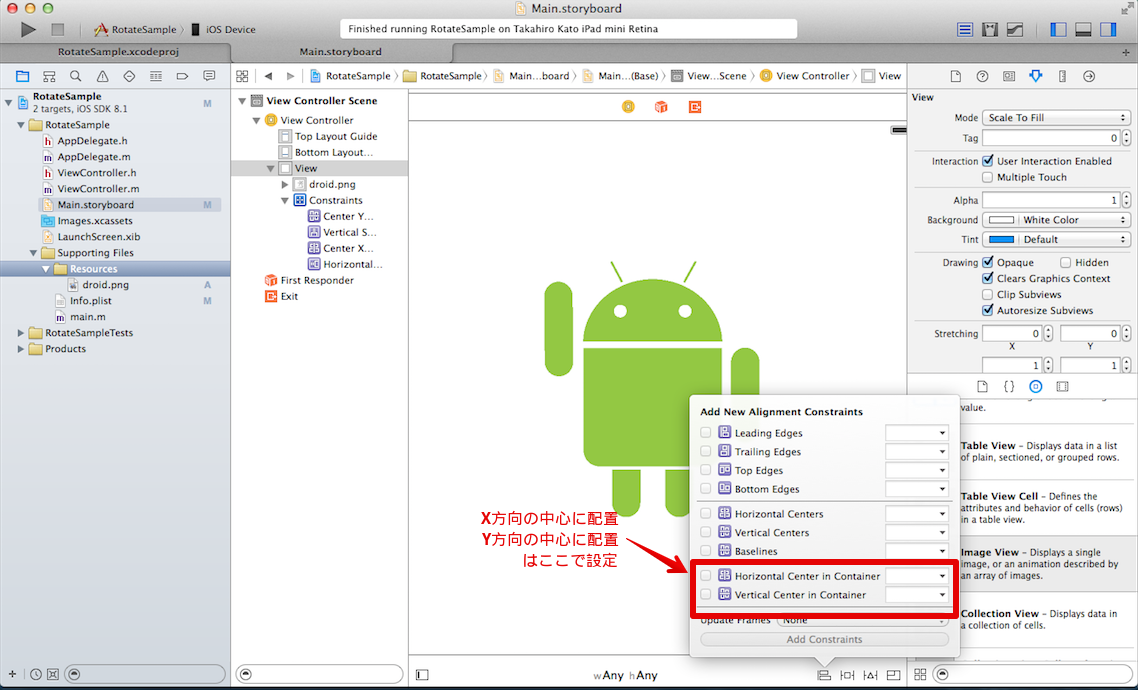 Main.storyboard
RotateSample
iOS Device
Finished running RotateSample on Takahiro Kato iPad mini Retina
RotateSample.xcodeproj
Main.storyboard
RotateSample
RotateSample
Main....board
Main....(Base)
View...Scene
View Controller
View
RotateSample
2 targets, iOS SDK 8.1
M
RotateSample
AppDelegate.h
AppDelegate.m
ViewController.h
ViewController.m
Main.storyboard
M
Images.xcassets
LaunchScreen.xib
Supporting Files
Resources
droid.png
A
Info.plist
M
main.m
RotateSampleTests
Products
View Controller Scene
View Controller
Top Layout Guide
Bottom Layout...
View
droid.png
Constraints
Center Y...
Vertical S...
Center X...
Horizontal...
First Responder
Exit
X方向の中心に配置
Y方向の中心に配置
はここで設定
Add New Alignment Constraints
Leading Edges
Trailing Edges
Top Edges
Bottom Edges
Horizontal Centers
Vertical Centers
Baselines
Horizontal Center in Container
Vertical Center in Container
Update Frames None
Add Constraints
wAny hAny
View
Mode Scale To Fill
Tag 0
Interaction User Interaction Enabled
Multiple Touch
Alpha 1
Background White Color
Tint Default
Drawing Opaque Hidden
Clears Graphics Context
Clip Subviews
Autoresize Subviews
Stretching 0 0
X Y
1 1
value.
Table View - Displays data in a list
of plain, sectioned, or grouped rows.
Table View Cell - Defines the
attributes and behavior of cells (rows)
in a table view.
Image View - Displays a single
image, or an animation described by
an array of images.
Collection View - Displays data in
a collection of cells.